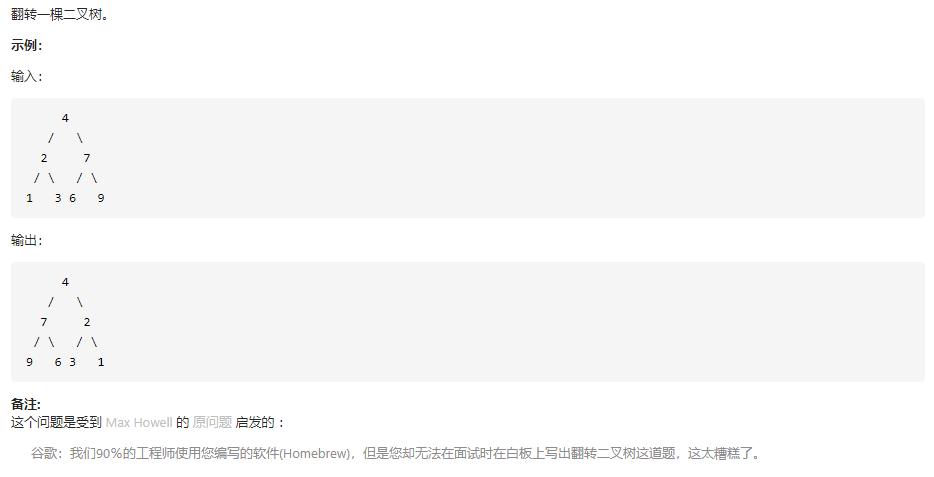 翻转一棵二叉树。
示例：
输入：
4
/ \
2 7
/ \ / \
1 3 6 9
输出：
4
/ \
7 2
/ \ / \
9 6 3 1
备注:
这个问题是受到 Max Howell 的 原问题 启发的 ：
谷歌：我们90％的工程师使用您编写的软件(Homebrew)，但是您却无法在面试时在白板上写出翻转二叉树这道题，这太糟糕了。